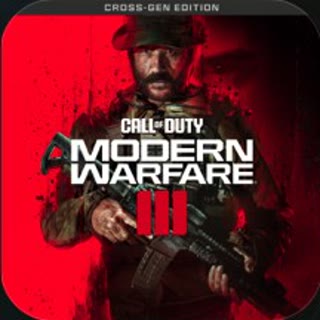 CROSS-GEN EDITION
CALL OF DUTY
MODERN
WARFARE
III